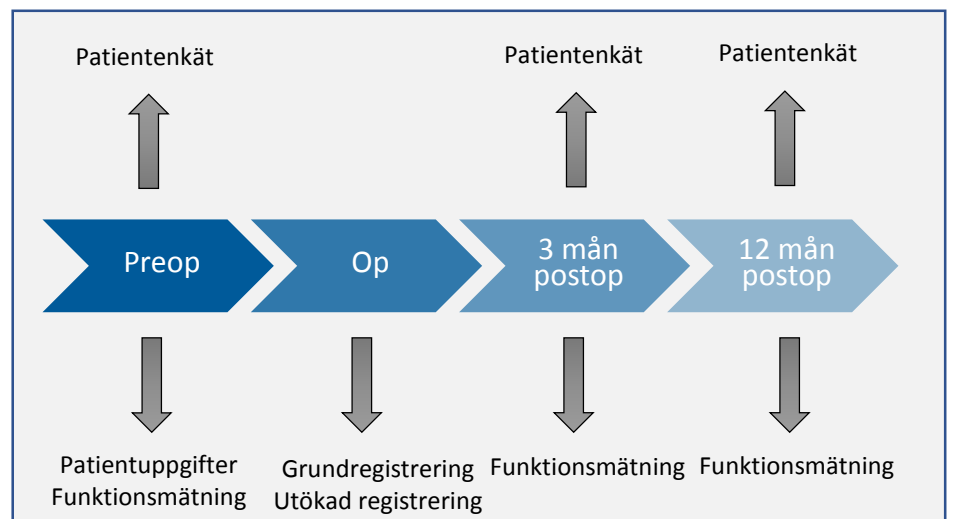 Patientenkät
Patientenkät
Patientenkät
Preop
Op
3 mån
postop
12 mån
postop
Patientuppgifter
Funktionsmätning
Grundregistrering
Utökad registrering
Funktionsmätning
Funktionsmätning